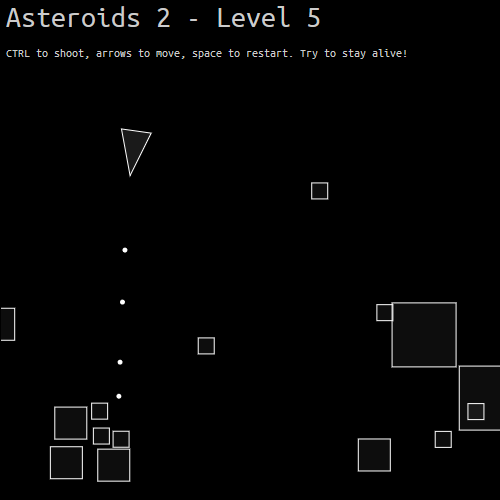 Asteroids 2 - Level 5
CTRL to shoot, arrows to move, space to restart. Try to stay alive!